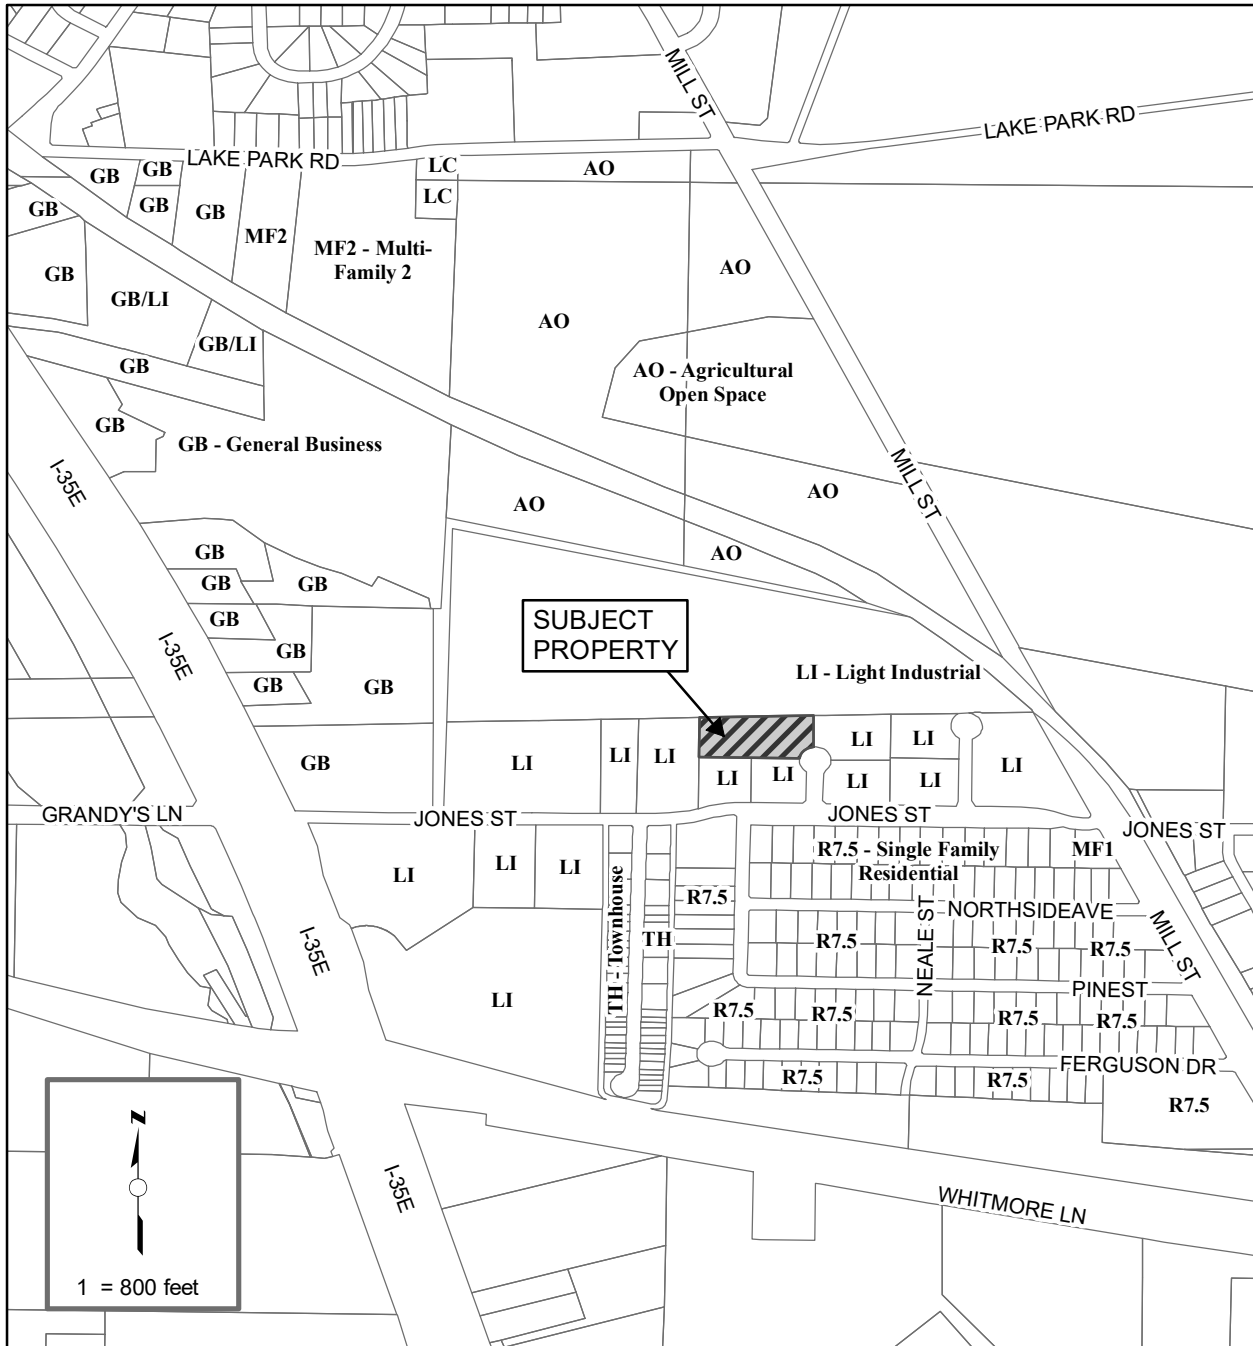 MILL ST
LAKE PARK RD
LAKE PARK RD
GB
GB
LC
AO
GB
GB
GB
LC
MF2
MF2 - Multi-
Family 2
GB
AO
GB/LI
AO
GB/LI
GB
AO - Agricultural
Open Space
GB
GB - General Business
I-35E
MILL ST
AO
AO
GB
AO
GB
GB
GB
SUBJECT
PROPERTY
I-35E
GB
GB
GB
LI - Light Industrial
GB
LI
LI
LI
LI
LI
LI
LI
LI
LI
LI
GRANDY'S LN
JONES ST
JONES ST
JONES ST
R7.5 - Single Family
Residential
MF1
LI
LI
LI
R7.5
TH - Townhouse
TH
NORTHSIDEAVE
NEALE ST
R7.5
R7.5
R7.5
MILL ST
I-35E
LI
PINEST
R7.5
R7.5
R7.5
R7.5
FERGUSON DR
R7.5
R7.5
R7.5
N
I-35E
WHITMORE LN
1 = 800 feet